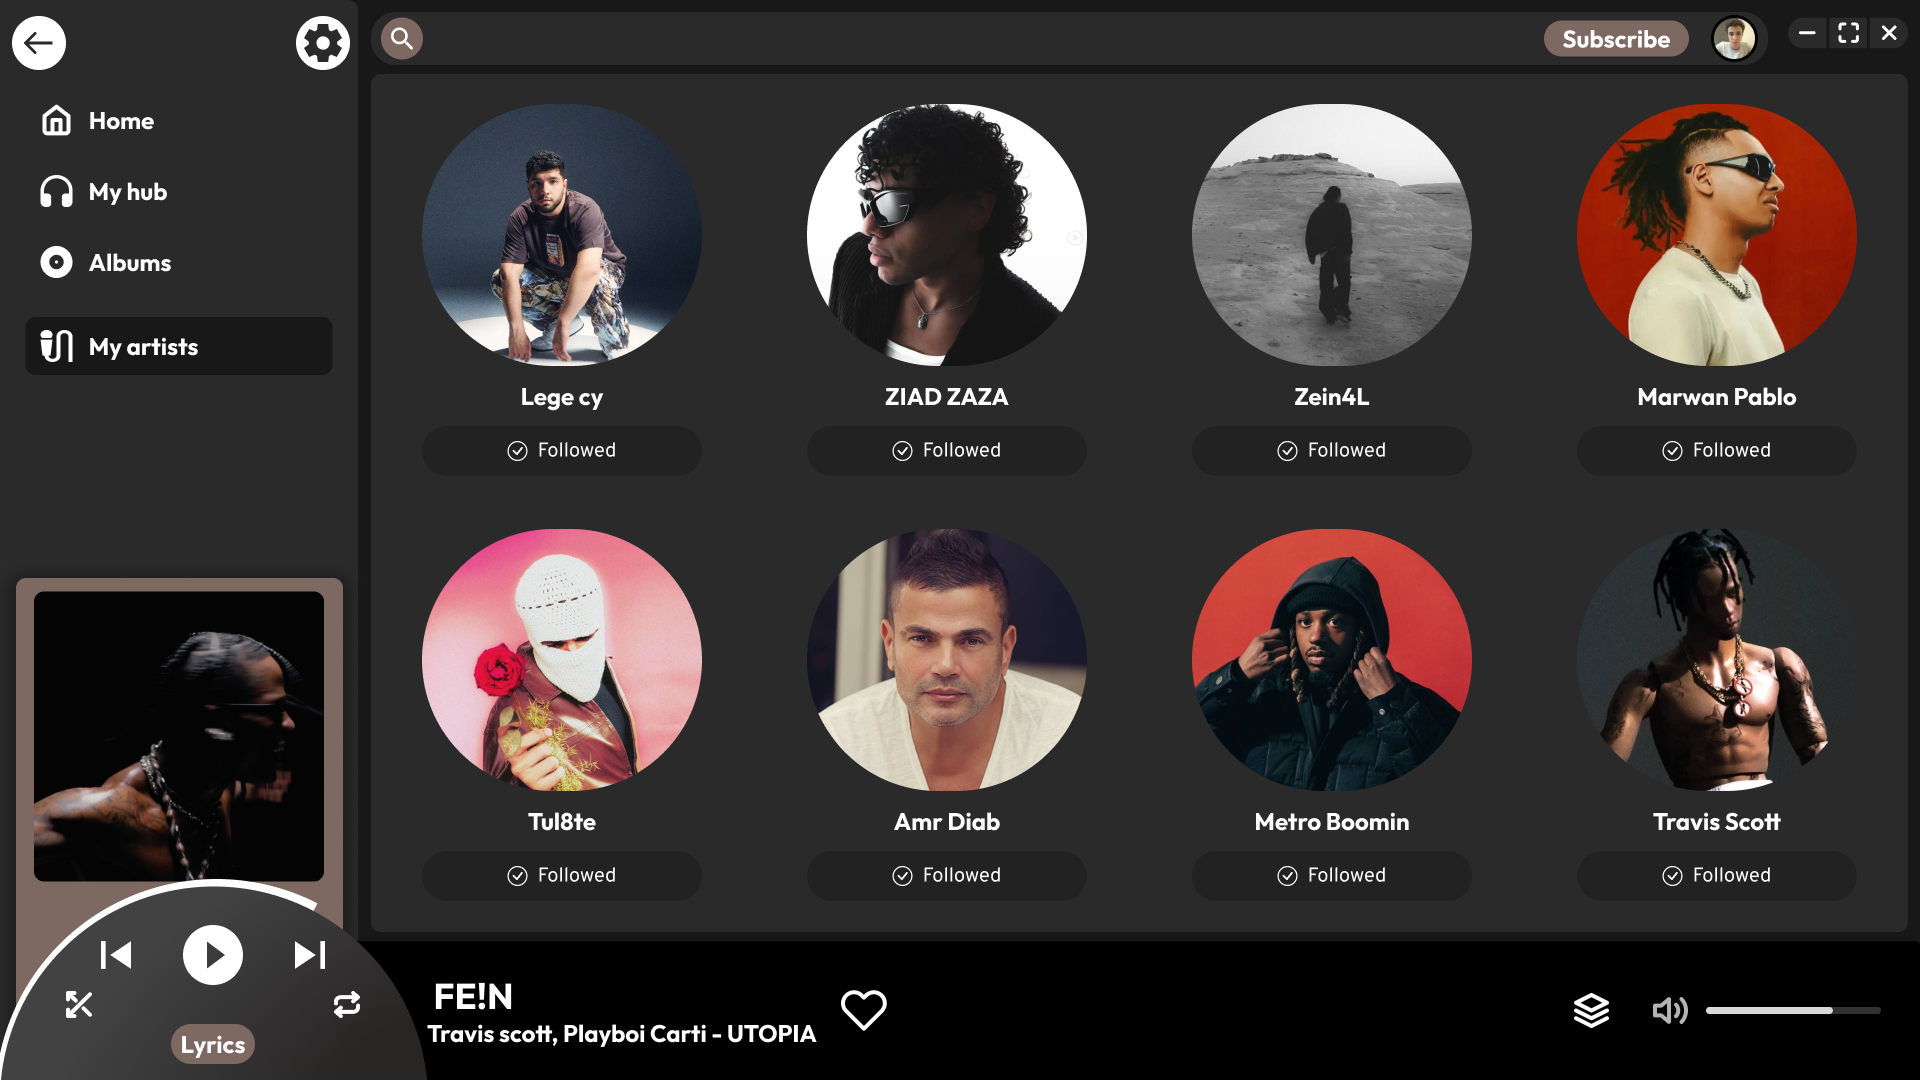 Subscribe
Home
My hub
Albums
My artists
Lege cy
ZIAD ZAZA
Zein4L
Marwan Pablo
Followed
Followed
Followed
Followed
Tul8te
Amr Diab
Metro Boomin
Travis Scott
Followed
Followed
Followed
Followed
Lyrics
FE!N
Travis scott, Playboi Carti - UTOPIA